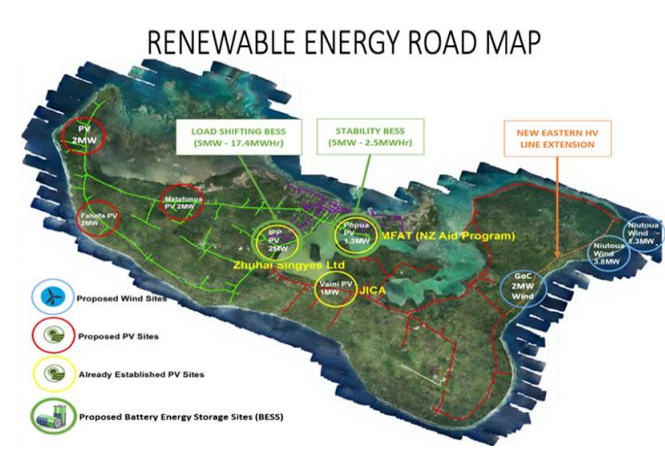 RENEWABLE ENERGY ROAD MAP
LOAD SHIFTING BESS
(5MW - 17.4MWHr)
STABILITY BESS
(5MW - 2.5MWHr)
NEW EASTERN HV
LINE EXTENSION
PV
2MW
Matafonua
PV 2MW
Fahefa PV
2MW
IPP
PV
2MW
Zhuhai Singyes Ltd
Popua
PV
1.3MW
MFAT (NZ Aid Program)
Vaini PV
1MW
JICA
Niutoua
Wind
1.3MW
Niutoua
Wind
3.8MW
GoC
2MW
Wind
Proposed Wind Sites
Proposed PV Sites
Already Established PV Sites
Proposed Battery Energy Storage Sites (BESS)